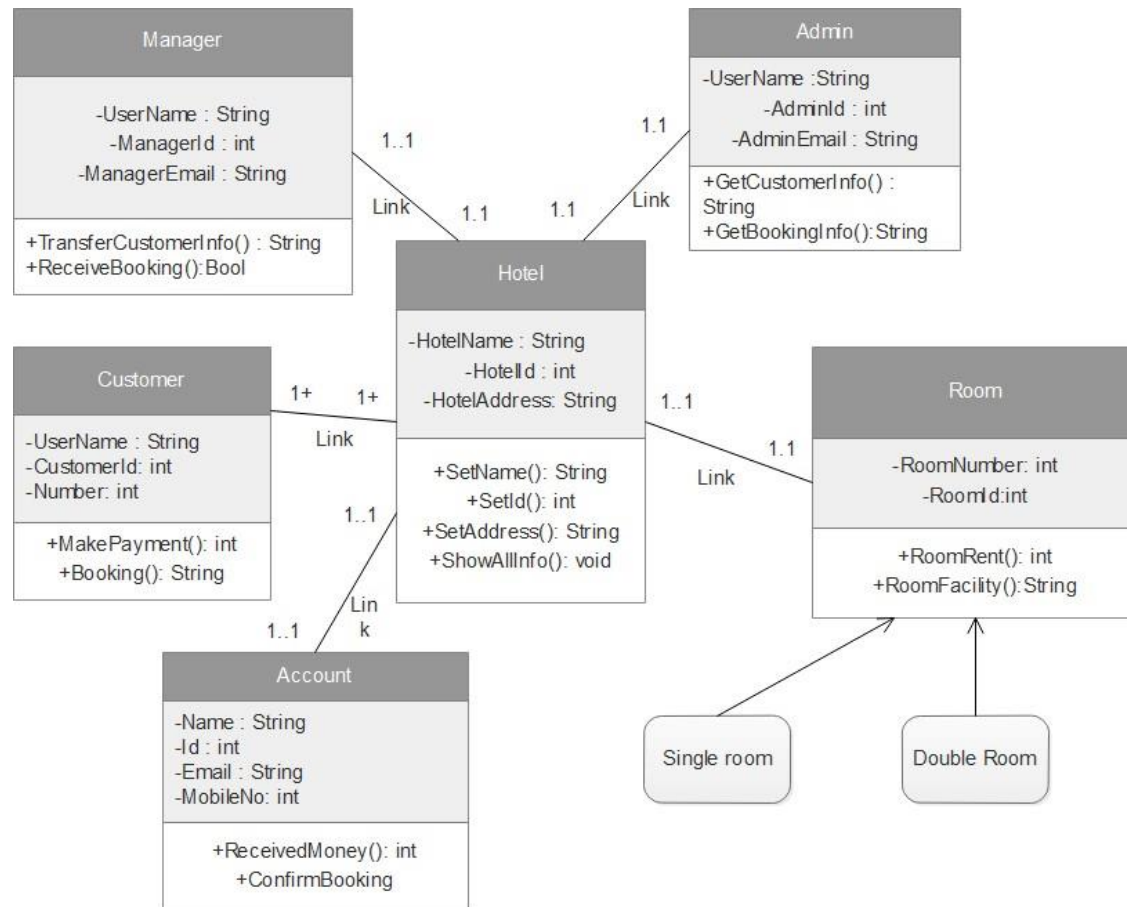 Manager
-UserName : String
-ManagerId : int
-ManagerEmail : String
+TransferCustomerInfo() : String
+ReceiveBooking():Bool
Admin
-UserName :String
-AdminId : int
-AdminEmail : String
+GetCustomerInfo() :
String
+GetBookingInfo():String
1..1
Link
1.1
1.1
Link
1.1
Hotel
-HotelName : String
-HotelId : int
-HotelAddress: String
+SetName(): String
+SetId(): int
+SetAddress(): String
+ShowAllInfo(): void
Customer
-UserName : String
-CustomerId: int
-Number: int
+MakePayment(): int
+Booking(): String
1+
1+
Link
1..1
Link
1.1
Room
-RoomNumber: int
-RoomId:int
+RoomRent(): int
+RoomFacility():String
1..1
Lin
k
1..1
Account
-Name : String
-Id : int
-Email : String
-MobileNo: int
+ReceivedMoney(): int
+ConfirmBooking
Single room
Double Room